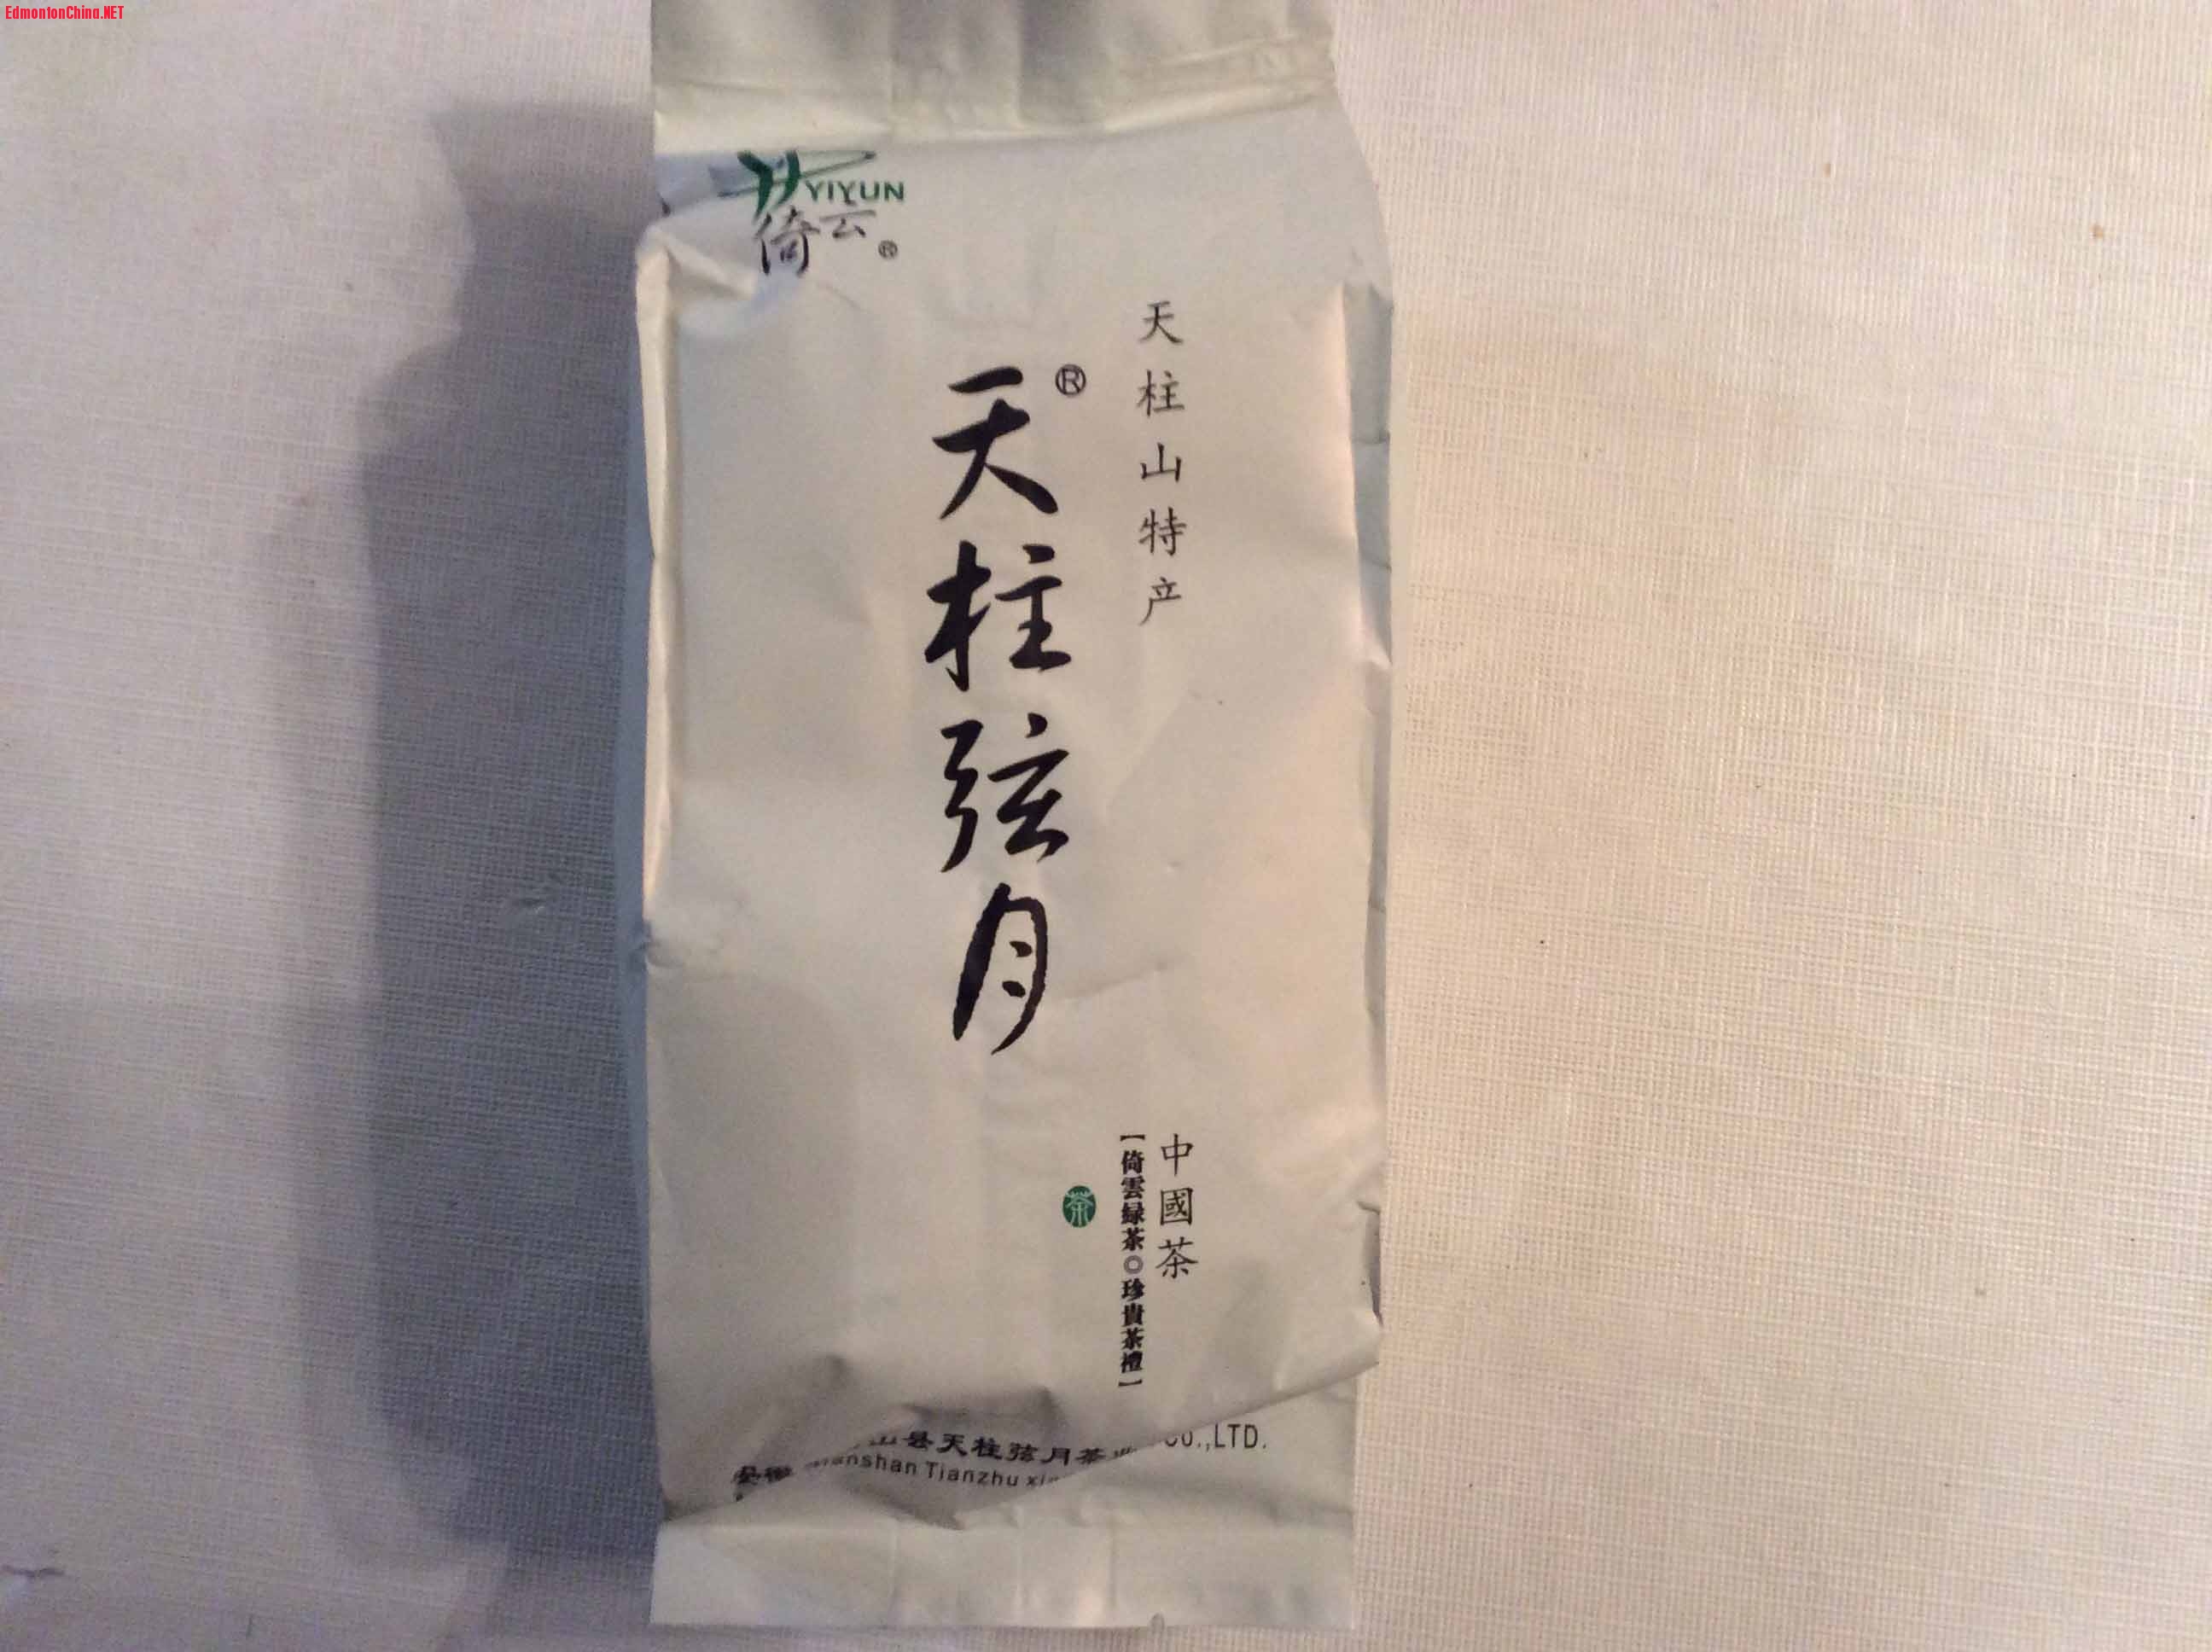 EdmontonChina.NET
YIYUN
倚云®
天柱山特产
天柱弦月®
中國茶
【倚雲緑茶◎珍貴茶禮】
茶
山县天柱弦月茶
Tianzhu
Co.,LTD.